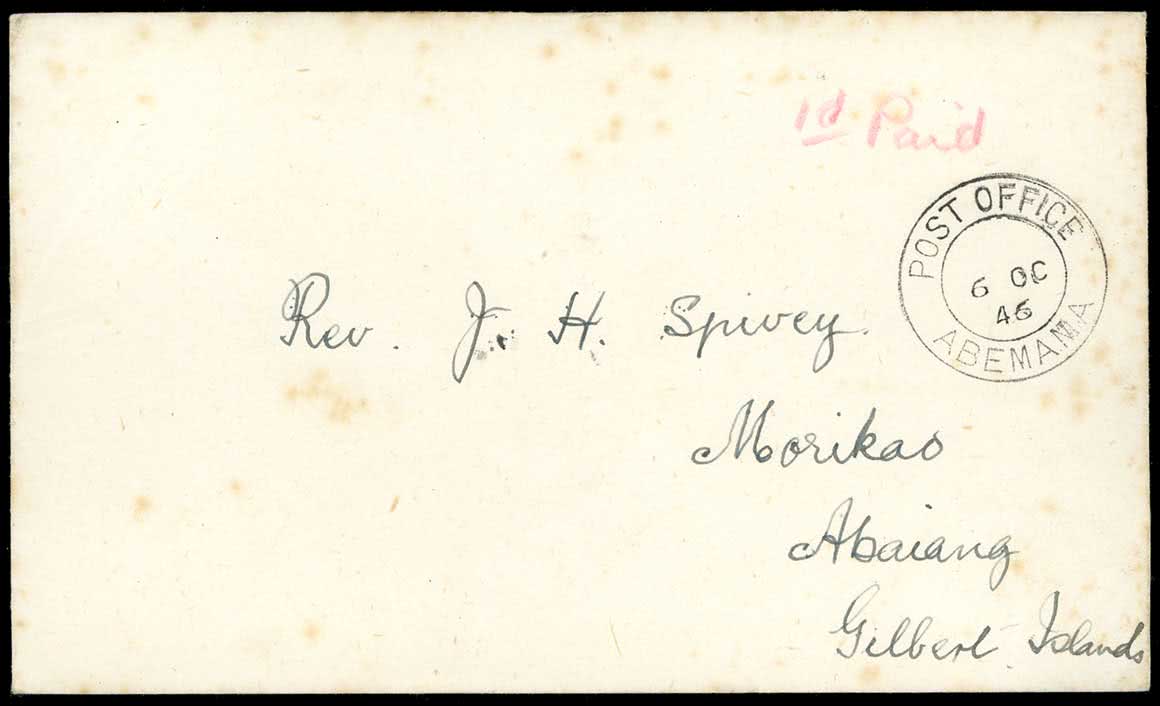 1d Paid
POST OFFICE
6 OC
46
ABEMAMA
Rev. J. H. Spivey.
Morikao
Abaiang
Gilbert Islands